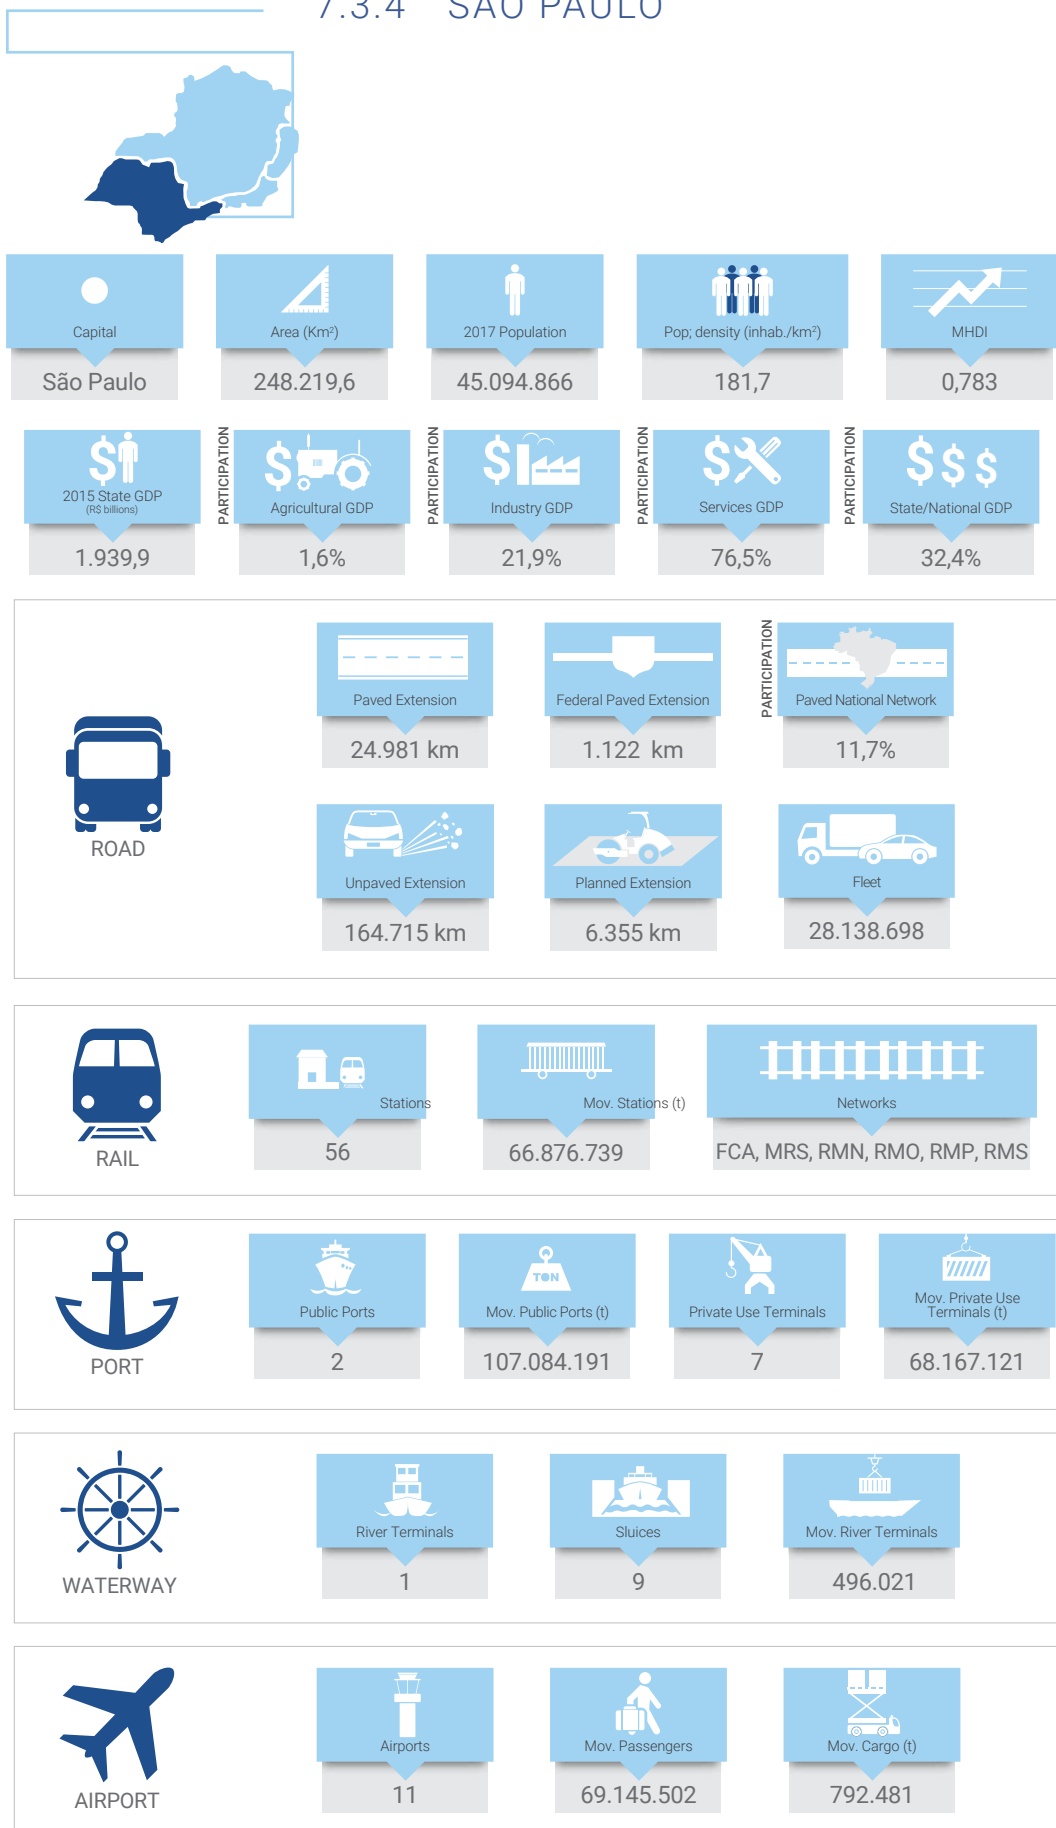 7.3.4 SÃO PAULO
Capital
São Paulo
Area (Km²)
248.219,6
2017 Population
45.094.866
Pop; density (inhab./km²)
181,7
MHDI
0,783
2015 State GDP
(R$ billions)
1.939,9
PARTICIPATION
Agricultural GDP
1,6%
PARTICIPATION
Industry GDP
21,9%
PARTICIPATION
Services GDP
76,5%
PARTICIPATION
State/National GDP
32,4%
ROAD
Paved Extension
24.981 km
Federal Paved Extension
1.122 km
PARTICIPATION
Paved National Network
11,7%
Unpaved Extension
164.715 km
Planned Extension
6.355 km
Fleet
28.138.698
RAIL
Stations
56
Mov. Stations (t)
66.876.739
Networks
FCA, MRS, RMN, RMO, RMP, RMS
PORT
Public Ports
2
TON
Mov. Public Ports (t)
107.084.191
Private Use Terminals
7
Mov. Private Use
Terminals (t)
68.167.121
WATERWAY
River Terminals
1
Sluices
9
Mov. River Terminals
496.021
AIRPORT
Airports
11
Mov. Passengers
69.145.502
Mov. Cargo (t)
792.481